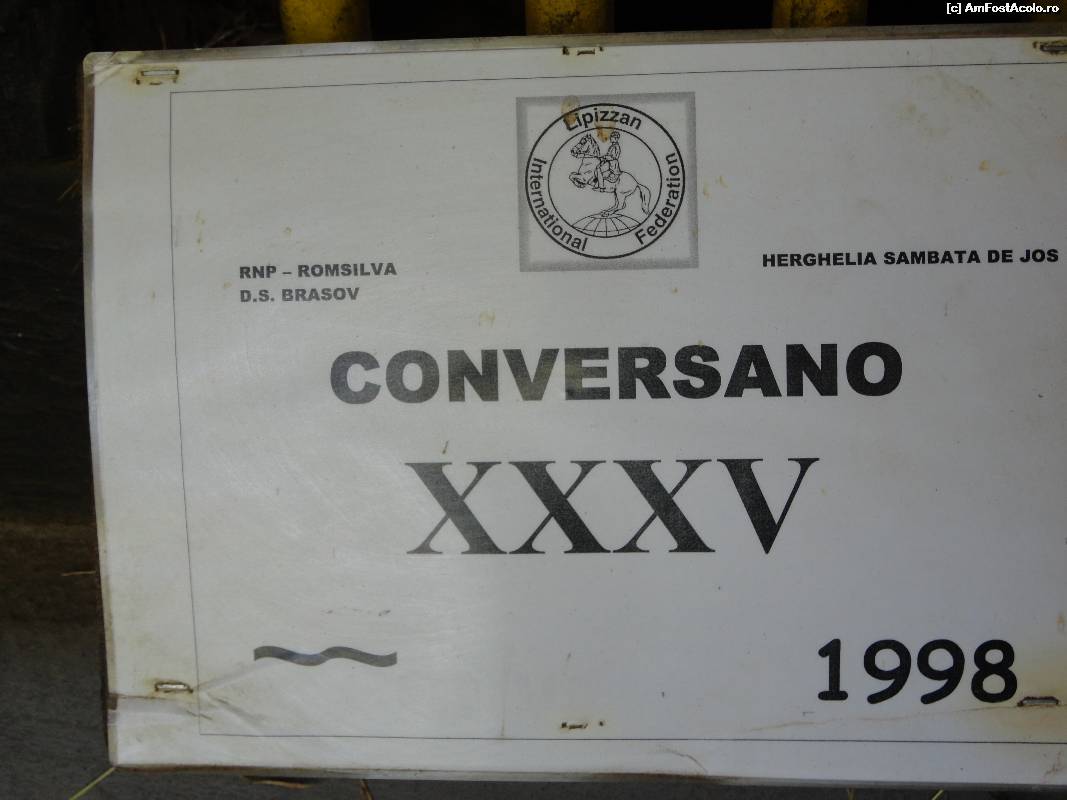 [c] AmFostAcolo.ro
Lipizzan
International
Federation
RNP – ROMSILVA
D.S. BRASOV
HERGHELIA SAMBATA DE JOS
CONVERSANO
XXXV
1998